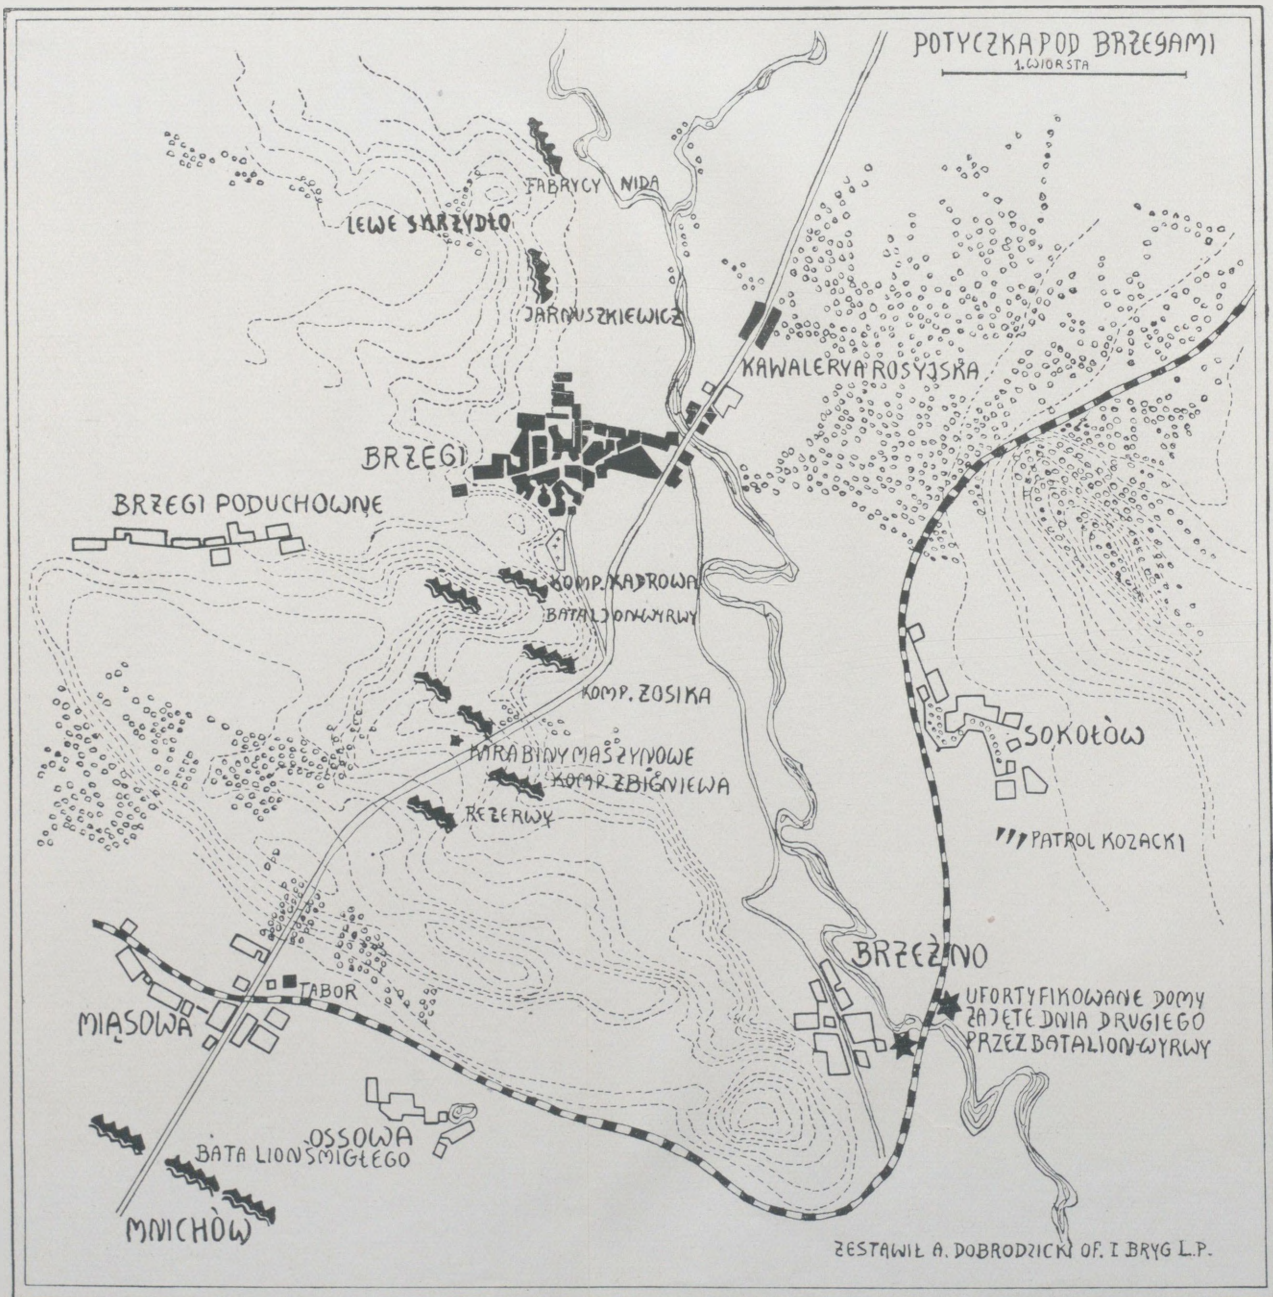 POTYCZKA POD BRZEGAMI
1. WIORSTA
FABRYCY
NIDA
LEWE SKRZYDŁO
JARNUSZKIEWICZ
KAWALERYA ROSYJSKA
BRZEGI
BRZEGI PODUCHOWNE
KOMP. KADROWA
BATALJON-WYRWY
KOMP. ZOSIKA
SOKOŁÓW
KARABINY MASZYNOWE
KOMP. ZBIGNIEWA
REZERWY
PATROL KOZACKI
BRZEŹNO
TABOR
UFORTYFIKOWANE DOMY
ZAJĘTE DNIA DRUGIEGO
PRZEZ BATALION-WYRWY
MIĄSOWA
OSSOWA
BATALION ŚMIGŁEGO
MNICHÓW
ZESTAWIŁ A. DOBRODZICKI OF. I BRYG L.P.